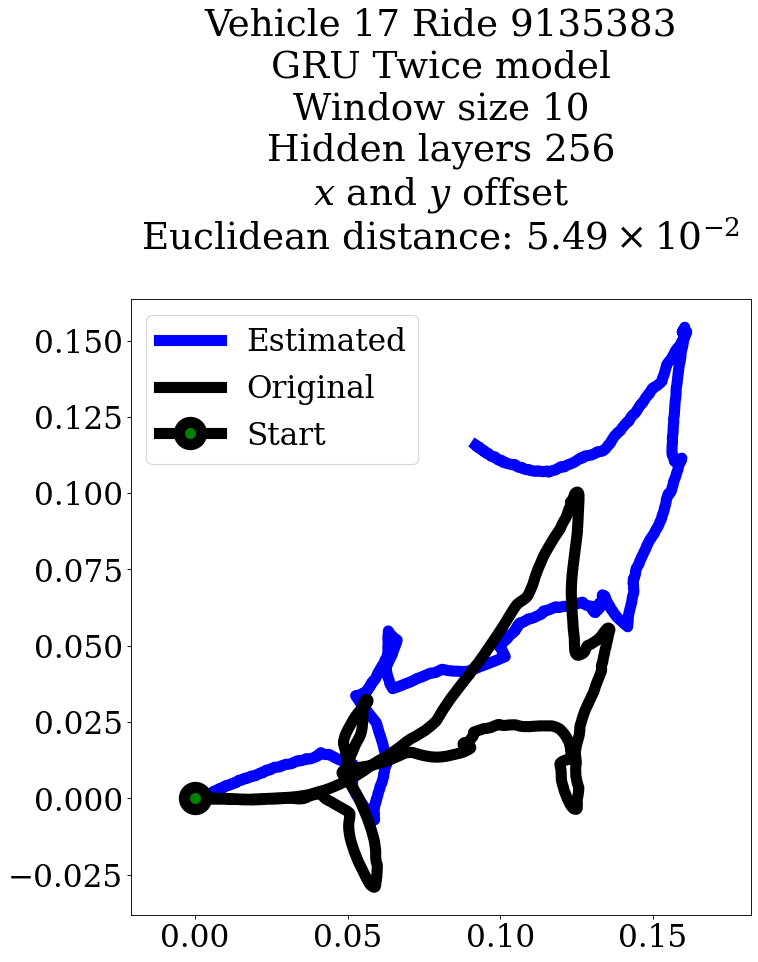 Vehicle 17 Ride 9135383
GRU Twice model
Window size 10
Hidden layers 256
x and y offset
Euclidean distance: 5.49 × 10⁻²
Estimated
Original
Start
0.150
0.125
0.100
0.075
0.050
0.025
0.000
−0.025
0.00 0.05 0.10 0.15